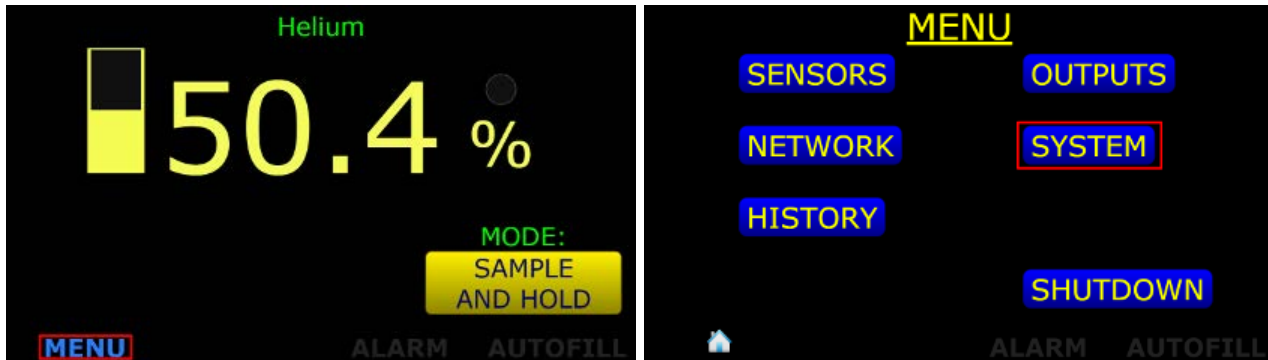 Helium
50.4 %
MODE:
SAMPLE
AND HOLD
MENU ALARM AUTOFILL
MENU
SENSORS OUTPUTS
NETWORK SYSTEM
HISTORY
SHUTDOWN
ALARM AUTOFILL